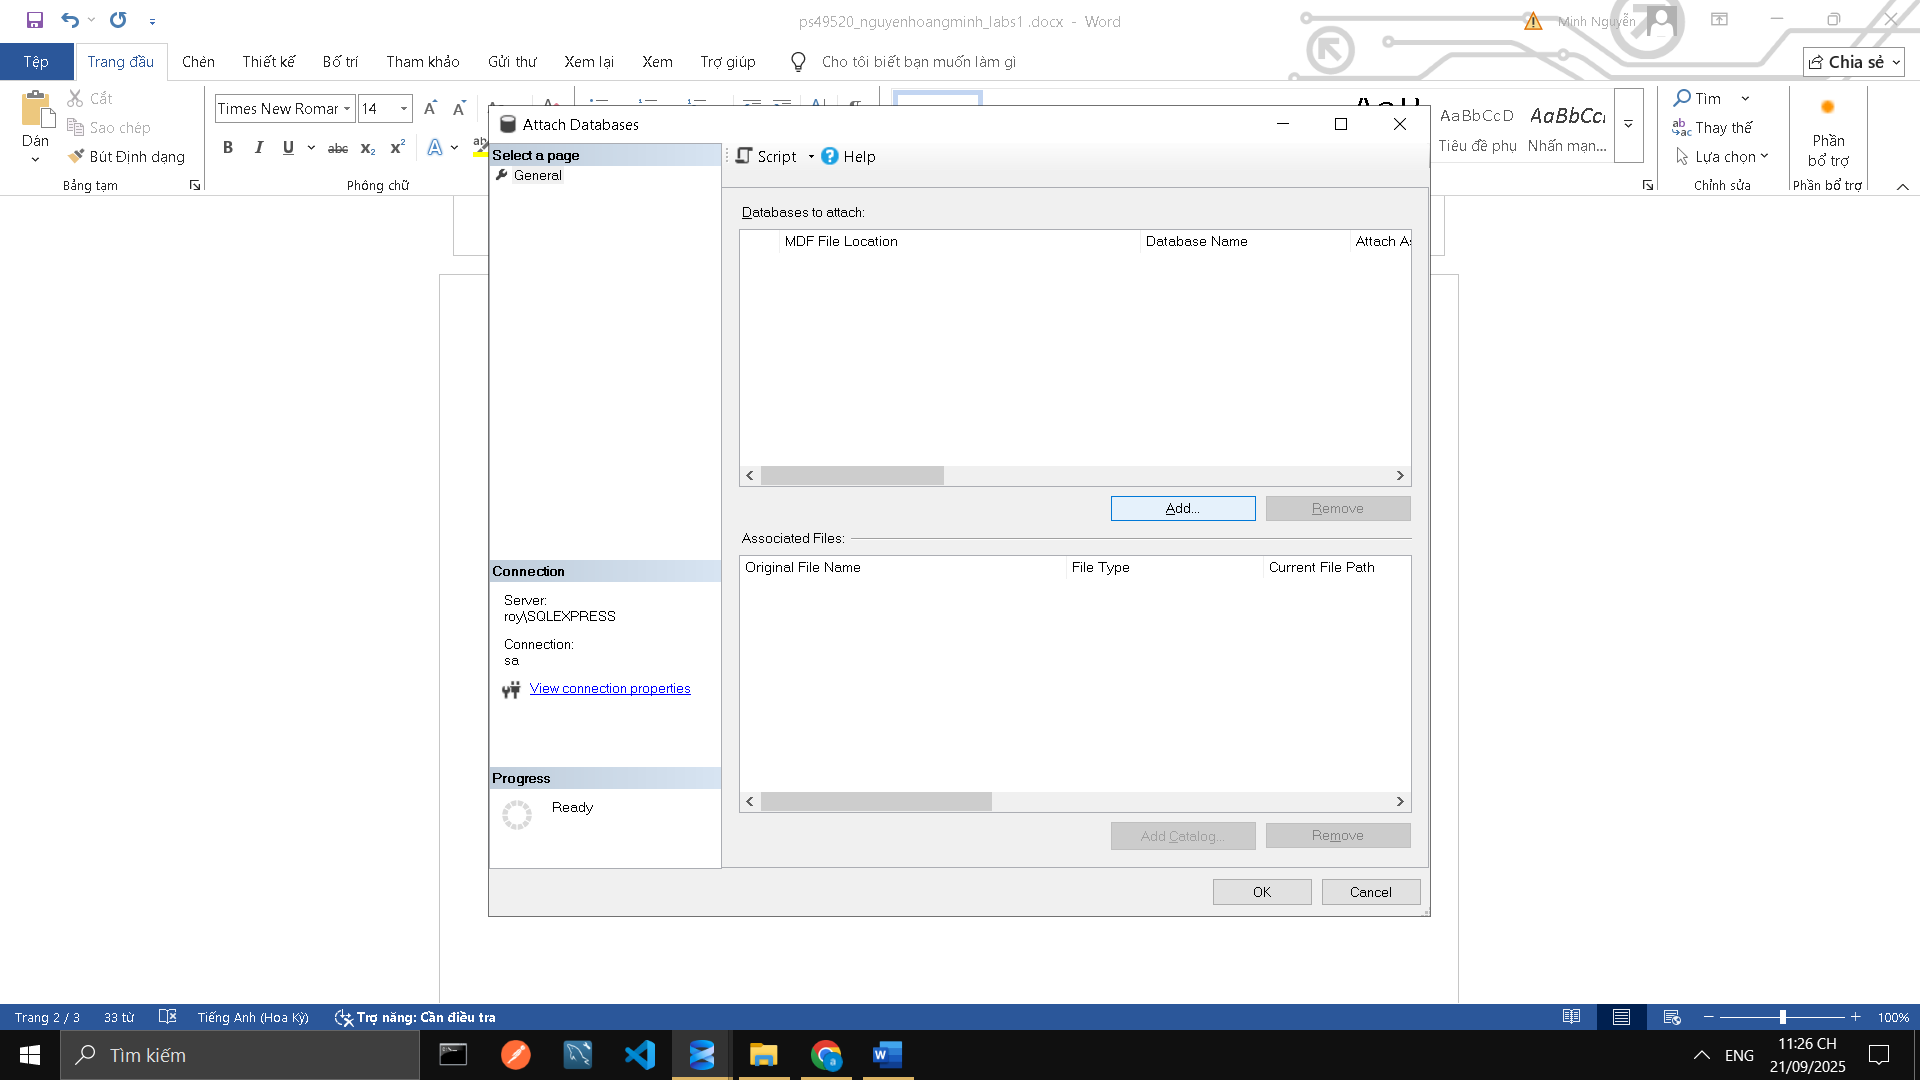 ps49520_nguyenhoangminh_labs1 .docx - Word
Minh Nguyễn
Tệp
Trang đầu
Chèn
Thiết kế
Bố trí
Tham khảo
Gửi thư
Xem lại
Xem
Trợ giúp
Cho tôi biết bạn muốn làm gì
Chia sẻ
Dán
Cắt
Sao chép
Bút Định dạng
Bảng tạm
Times New Roman
14
B I U abc x₂ x² A
Phông chữ
AaBbCcD
Tiêu đề phụ
AaBbCc
Nhấn mạn...
Tìm
Thay thế
Lựa chọn
Chỉnh sửa
Phần
bổ trợ
Phần bổ trợ
Attach Databases
Select a page
General
Script
Help
Databases to attach:
MDF File Location
Database Name
Attach As
Add...
Remove
Associated Files:
Original File Name
File Type
Current File Path
Connection
Server:
roy\SQLEXPRESS
Connection:
sa
View connection properties
Progress
Ready
Add Catalog...
Remove
OK
Cancel
Trang 2 / 3
33 từ
Tiếng Anh (Hoa Kỳ)
Trợ năng: Cần điều tra
100%
Tìm kiếm
ENG
11:26 CH
21/09/2025